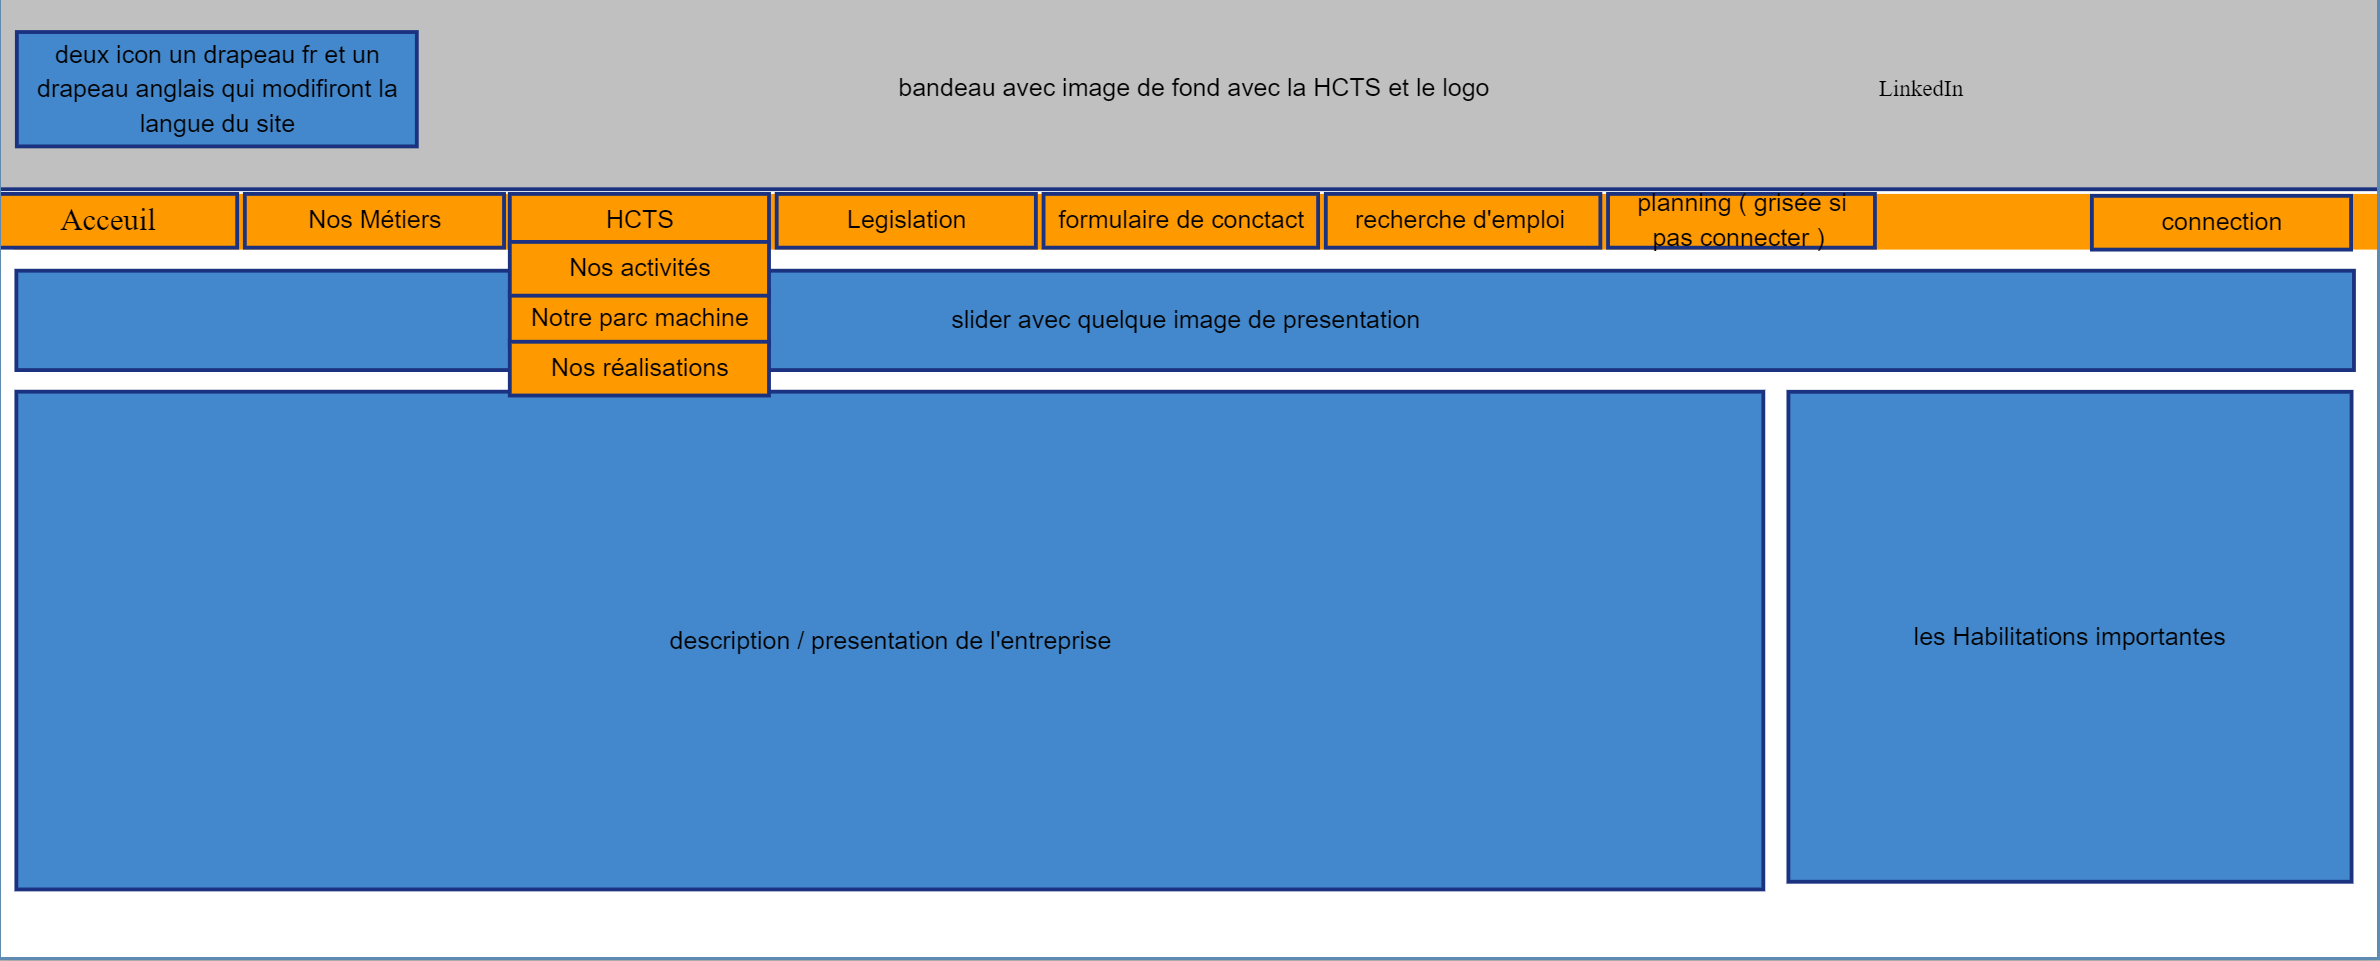 deux icon un drapeau fr et un
drapeau anglais qui modifiront la
langue du site
bandeau avec image de fond avec la HCTS et le logo
LinkedIn
Acceuil
Nos Métiers
HCTS
Legislation
formulaire de conctact
recherche d'emploi
planning ( grisée si
pas connecter )
connection
Nos activités
Notre parc machine
Nos réalisations
slider avec quelque image de presentation
description / presentation de l'entreprise
les Habilitations importantes